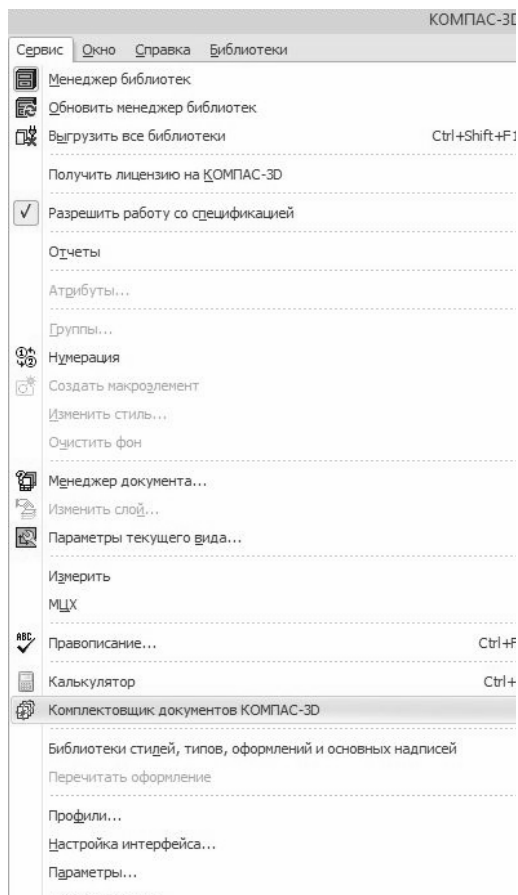 КОМПАС-3D
Сервис Окно Справка Библиотеки
Менеджер библиотек
Обновить менеджер библиотек
Выгрузить все библиотеки Ctrl+Shift+F1
Получить лицензию на КОМПАС-3D
Разрешить работу со спецификацией
Отчеты
Атрибуты...
Группы...
Нумерация
Создать макроэлемент
Изменить стиль...
Очистить фон
Менеджер документа...
Изменить слой...
Параметры текущего вида...
Измерить
МЦХ
ABC Правописание... Ctrl+F
Калькулятор Ctrl+
Комплектовщик документов КОМПАС-3D
Библиотеки стилей, типов, оформлений и основных надписей
Перечитать оформление
Профили...
Настройка интерфейса...
Параметры...